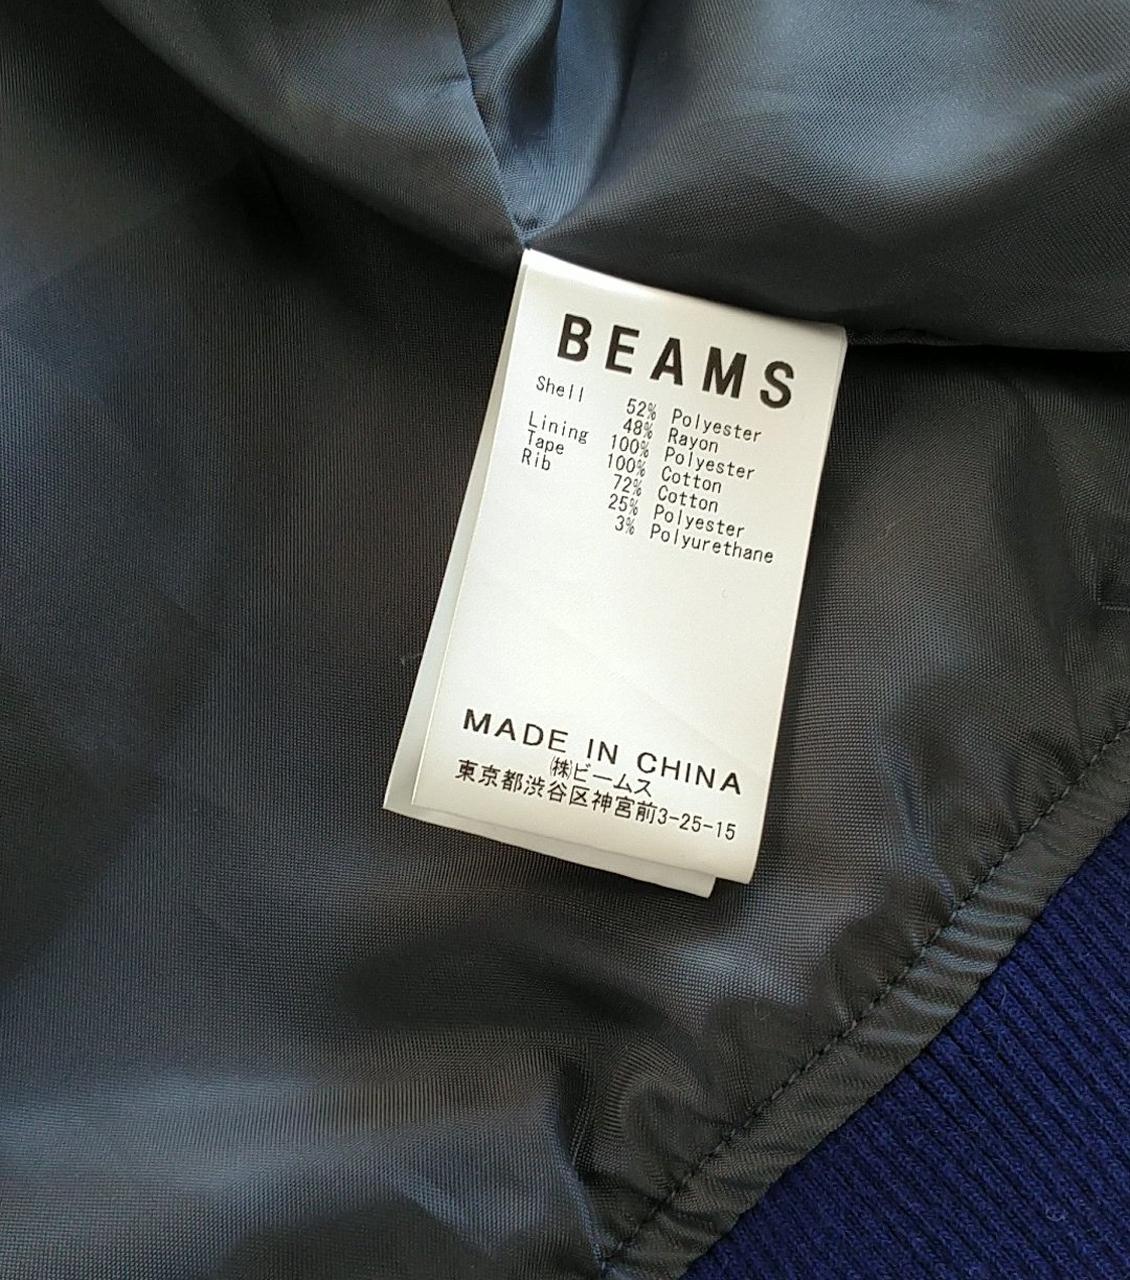 BEAMS
Shell 52% Polyester
48% Rayon
Lining 100% Polyester
Tape 100% Cotton
Rib 72% Cotton
25% Polyester
3% Polyurethane
MADE IN CHINA
㈱ビームス
東京都渋谷区神宮前3-25-15